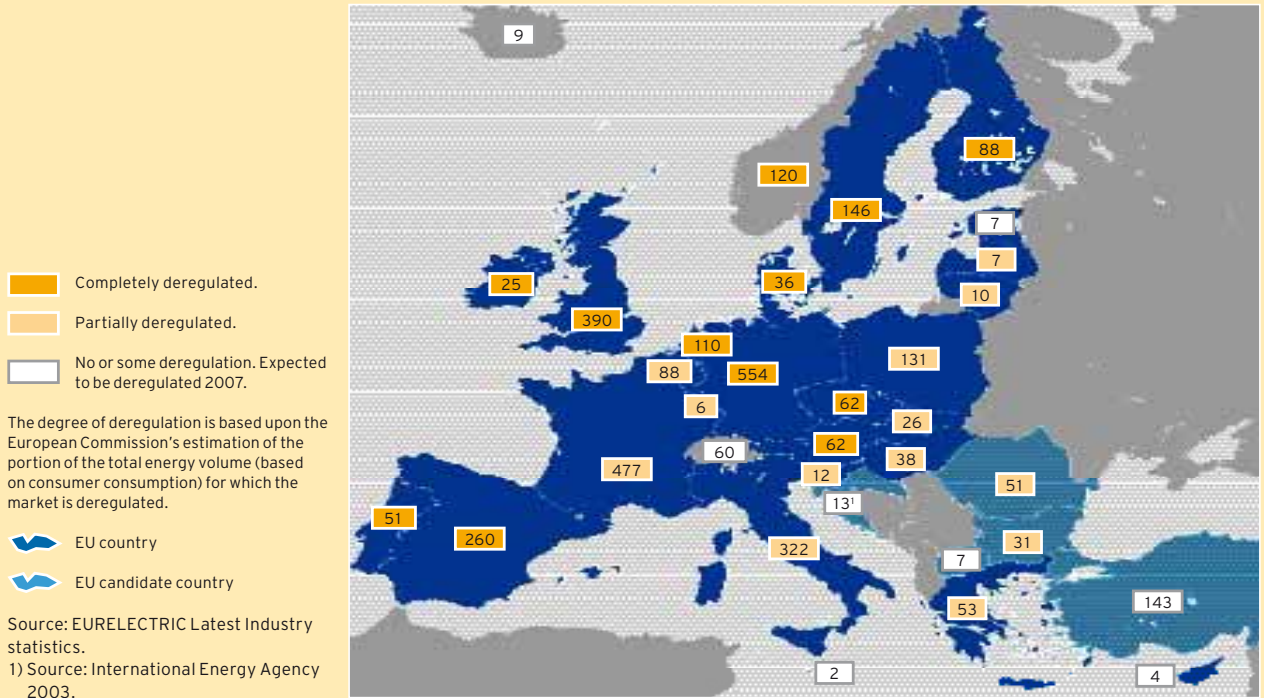 Completely deregulated.
Partially deregulated.
No or some deregulation. Expected
to be deregulated 2007.
The degree of deregulation is based upon the
European Commission’s estimation of the
portion of the total energy volume (based
on consumer consumption) for which the
market is deregulated.
EU country
EU candidate country
Source: EURELECTRIC Latest Industry
statistics.
1) Source: International Energy Agency
2003.
9
88
120
146
7
7
25
36
10
390
110
131
88
554
6
62
26
62
60
38
477
12
51
13¹
51
260
322
31
7
53
143
2
4